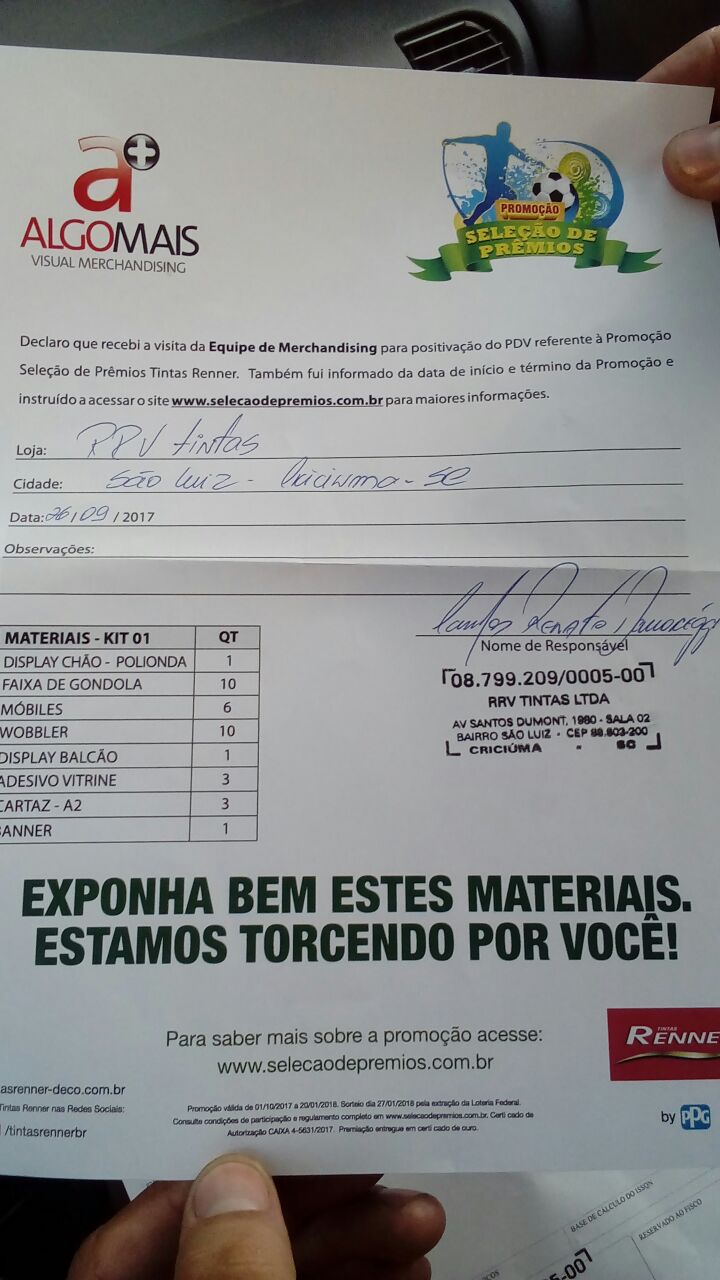 a+
ALGOMAIS
VISUAL MERCHANDISING
PROMOÇÃO
SELEÇÃO DE
PRÊMIOS
Declaro que recebi a visita da Equipe de Merchandising para positivação do PDV referente à Promoção
Seleção de Prêmios Tintas Renner. Também fui informado da data de início e término da Promoção e
instruído a acessar o site www.selecaodepremios.com.br para maiores informações.
Loja: RRV tintas
Cidade: São Luiz - Criciuma - SC
Data: 26 / 09 / 2017
Observações:
Renato
Nome de Responsável
08.799.209/0005-00
RRV TINTAS LTDA
AV SANTOS DUMONT, 1980 - SALA 02
BAIRRO SÃO LUIZ - CEP 88.803-200
CRICIÚMA - SC
MATERIAIS - KIT 01 QT
DISPLAY CHÃO - POLIONDA 1
FAIXA DE GONDOLA 10
MÓBILES 6
WOBBLER 10
DISPLAY BALCÃO 1
ADESIVO VITRINE 3
CARTAZ - A2 3
BANNER 1
EXPONHA BEM ESTES MATERIAIS.
ESTAMOS TORCENDO POR VOCÊ!
Para saber mais sobre a promoção acesse:
www.selecaodepremios.com.br
TINTAS
RENNE
asrenner-deco.com.br
Tintas Renner nas Redes Sociais:
/tintasrennerbr
Promoção válida de 01/10/2017 a 20/01/2018. Sorteio dia 27/01/2018 pela extração da Loteria Federal.
Consulte condições de participação e regulamento completo em www.selecaodepremios.com.br. Certi cado de
Autorização CAIXA 4-5631/2017. Premiação entregue em certi cado de ouro.
by PPG
BASE DE CÁLCULO DO ISSQN
RESERVADO AO FISCO
5-00